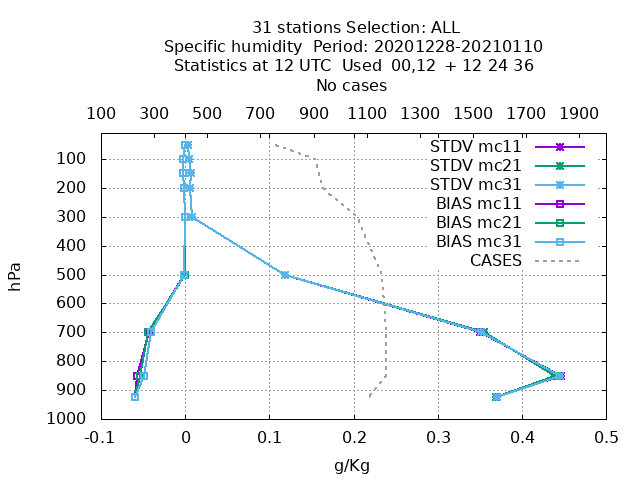 31 stations Selection: ALL
Specific humidity  Period: 20201228-20210110
Statistics at 12 UTC  Used  00,12  + 12 24 36
No cases
100 300 500 700 900 1100 1300 1500 1700 1900
STDV mc11
STDV mc21
STDV mc31
BIAS mc11
BIAS mc21
BIAS mc31
CASES
100
200
300
400
500
600
700
800
900
1000
hPa
-0.1 0 0.1 0.2 0.3 0.4 0.5
g/Kg